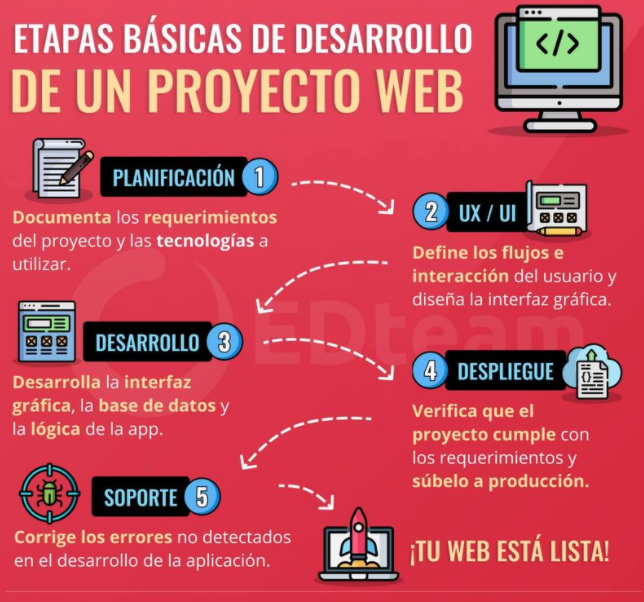 ETAPAS BÁSICAS DE DESARROLLO
DE UN PROYECTO WEB
</>
PLANIFICACIÓN 1
Documenta los requerimientos
del proyecto y las tecnologías a
utilizar.
2 UX / UI
Define los flujos e
interacción del usuario y
diseña la interfaz gráfica.
EDteam
DESARROLLO 3
Desarrolla la interfaz
gráfica, la base de datos y
la lógica de la app.
4 DESPLIEGUE
{}
Verifica que el
proyecto cumple con
los requerimientos y
súbelo a producción.
SOPORTE 5
Corrige los errores no detectados
en el desarrollo de la aplicación.
¡TU WEB ESTÁ LISTA!